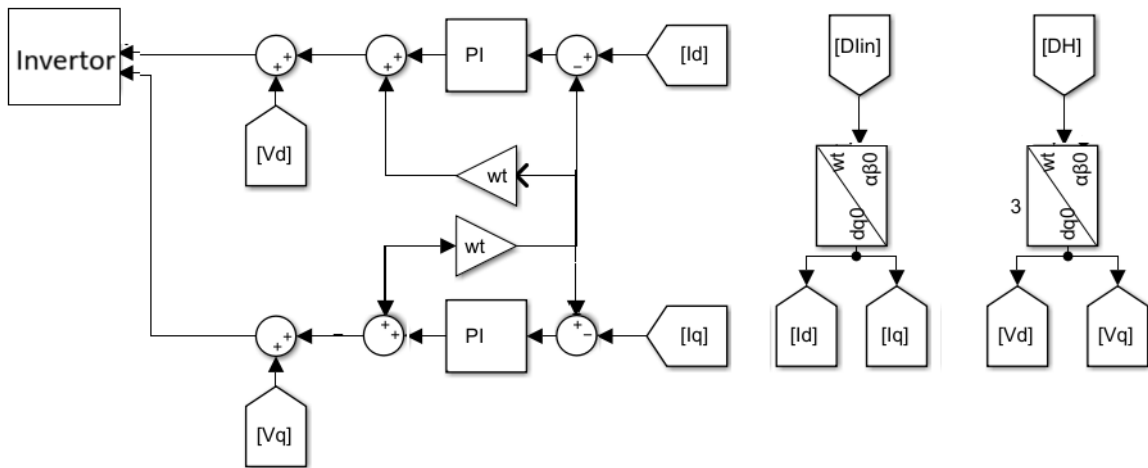 Invertor
PI
[Id]
[Vd]
wt
wt
PI
[Iq]
[Vq]
[DIin]
wt
αβ0
dq0
[Id]
[Iq]
[DH]
3
wt
αβ0
dq0
[Vd]
[Vq]